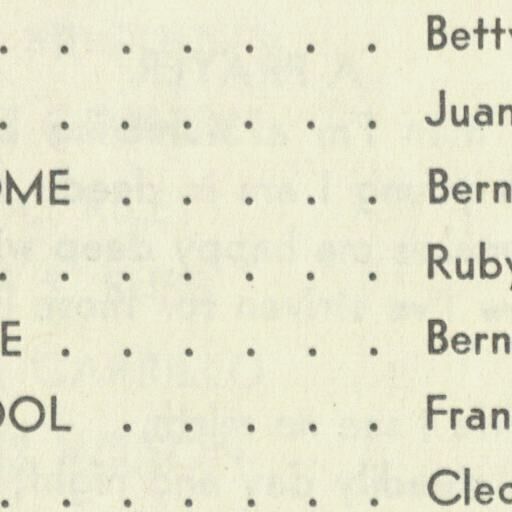 . . . . . . . Betty
. . . . . . Juan
OME . . . . . Bern
. . . . . . . Ruby
E . . . . . . Bern
OOL . . . . . Fran
. . . . . . . Cleo